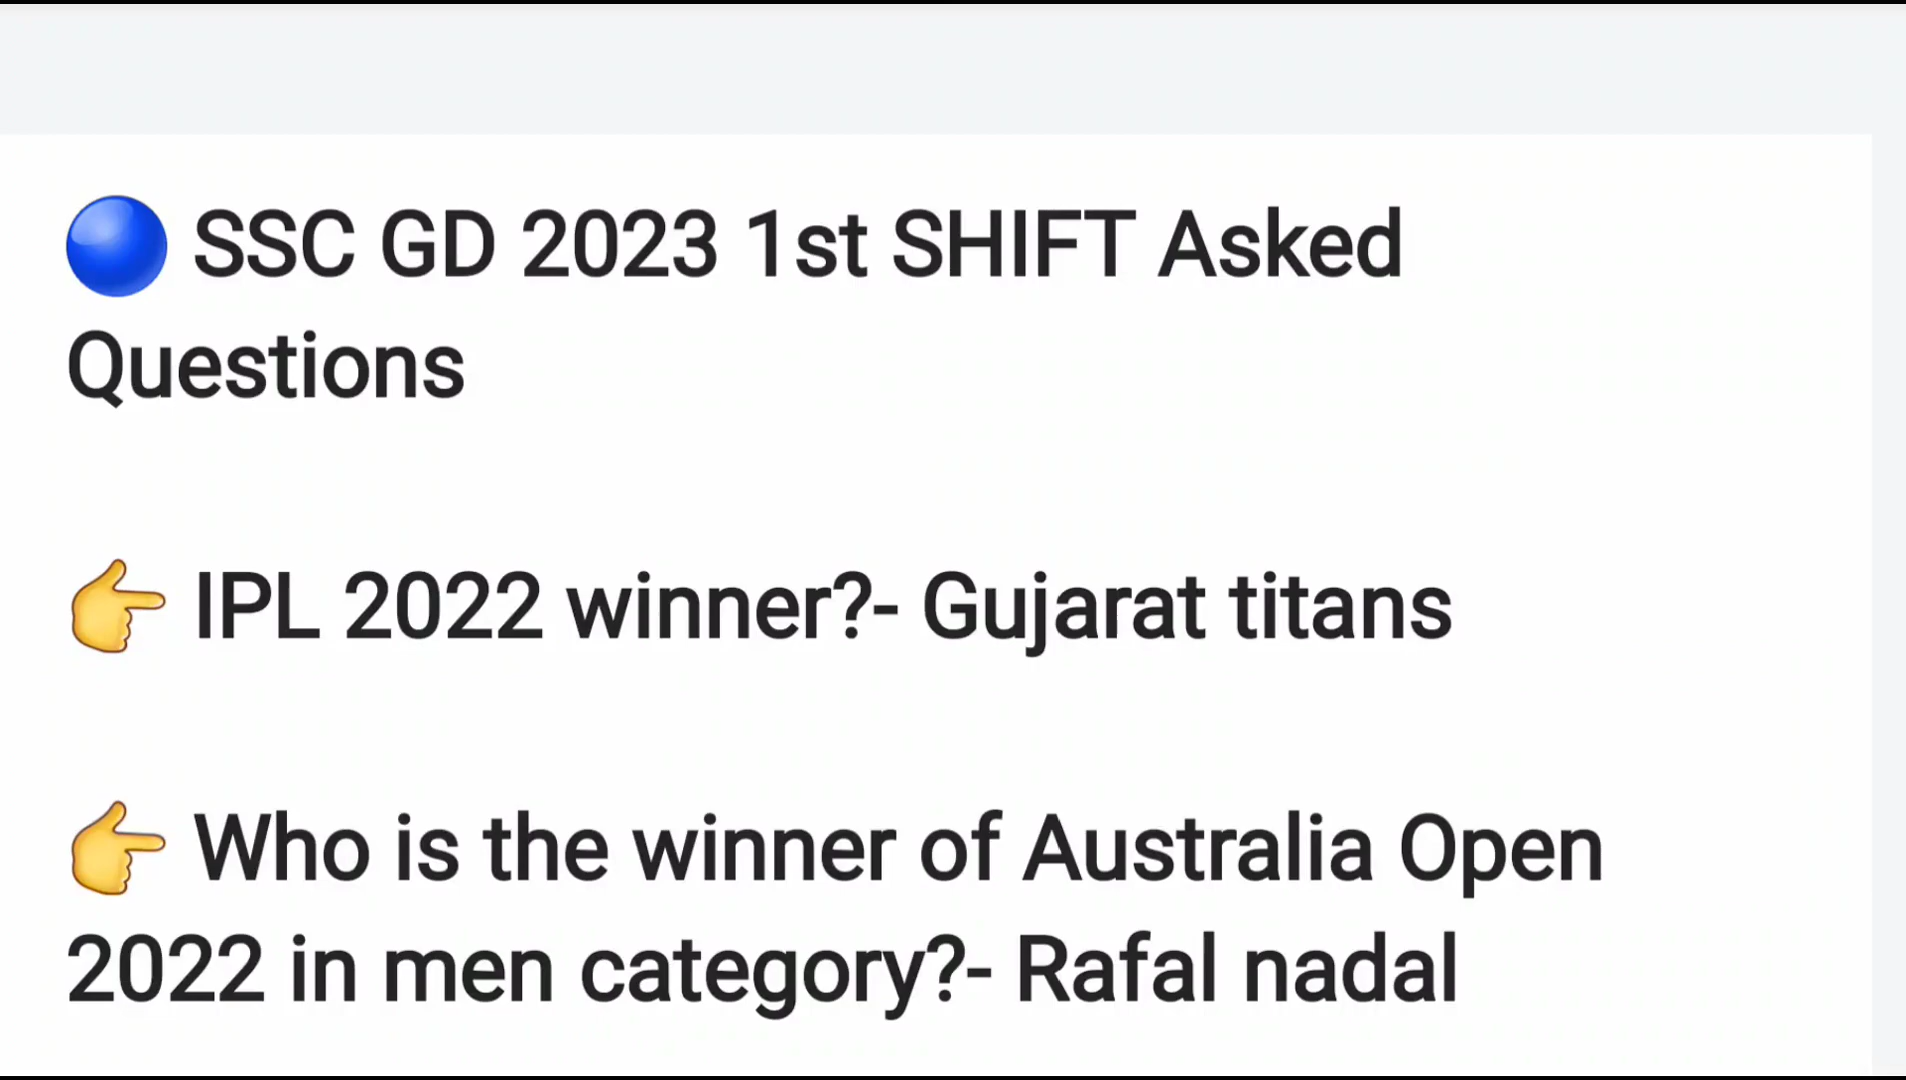 🔵 SSC GD 2023 1st SHIFT Asked
Questions
👉 IPL 2022 winner?- Gujarat titans
👉 Who is the winner of Australia Open
2022 in men category?- Rafal nadal